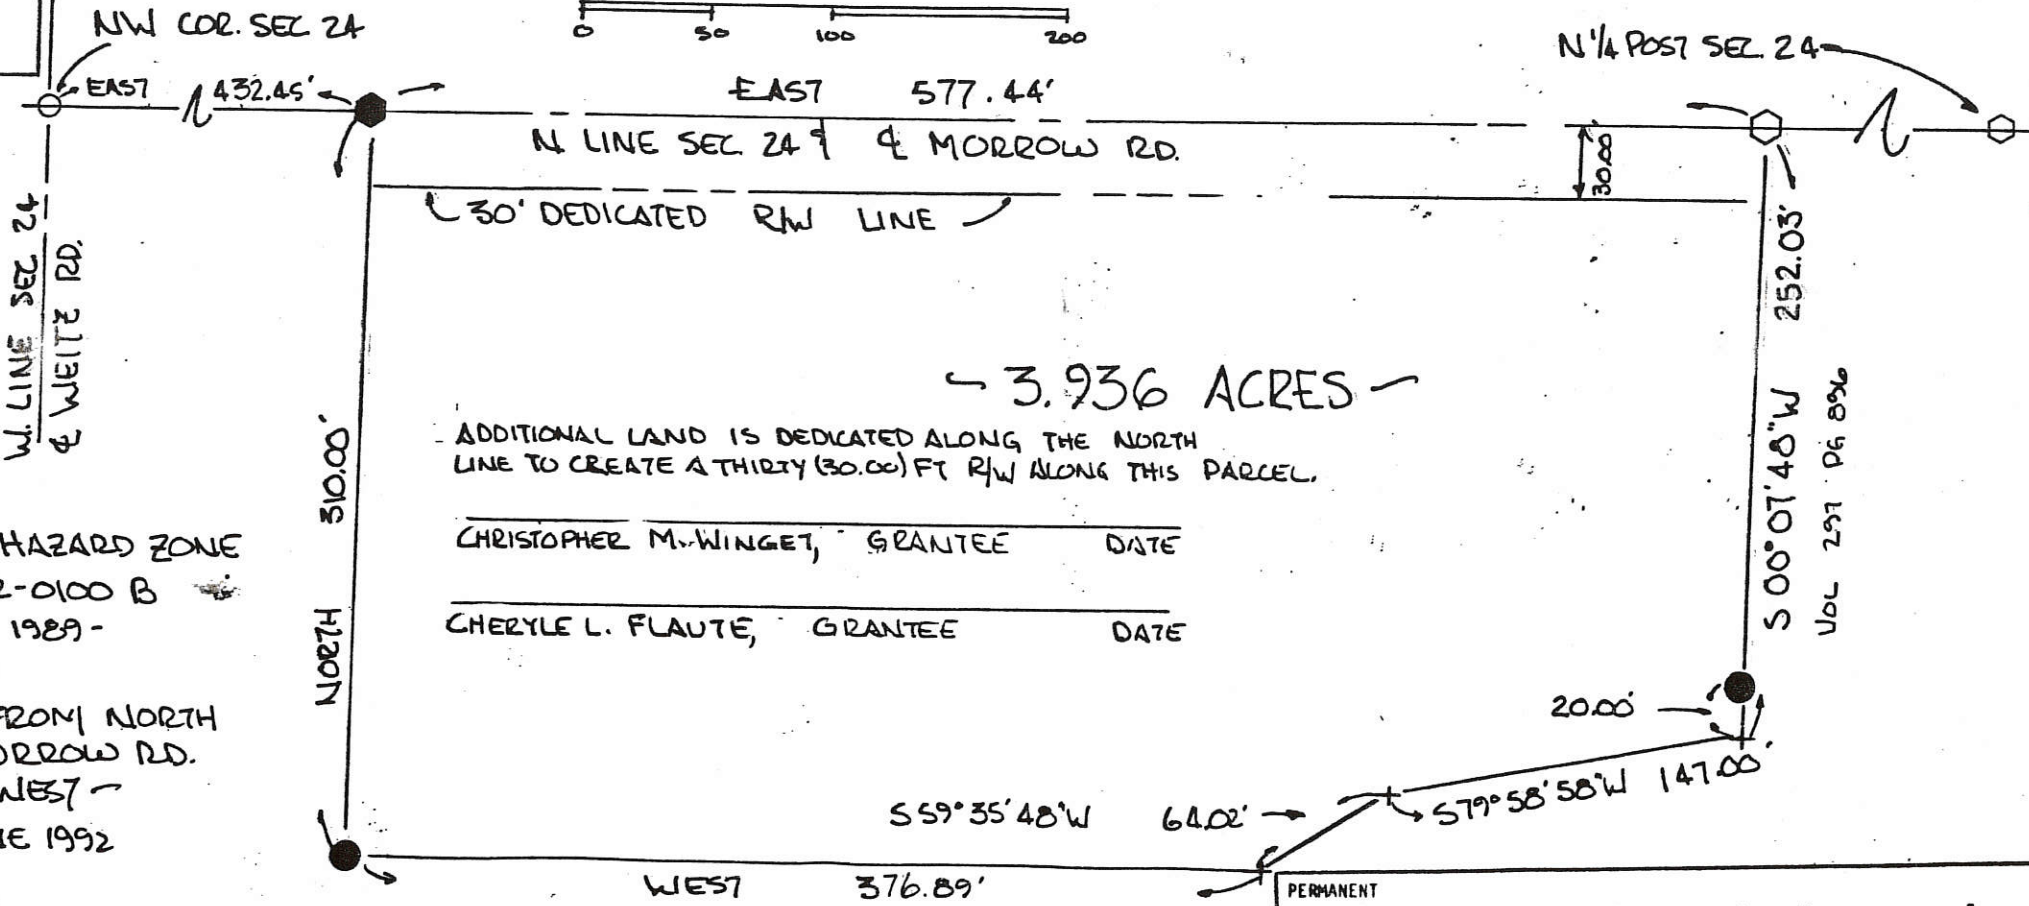 NW COR. SEC 24
0 50 100 200
N 1/4 POST SEC. 24
EAST 432.45'
EAST 577.44'
N LINE SEC. 24 & ℄ MORROW RD.
30.00'
30' DEDICATED R/W LINE
W. LINE SEC 24
℄ WEITZ RD.
252.03'
S 00°07'48"W
VOL 297 PG 896
~ 3.936 ACRES ~
ADDITIONAL LAND IS DEDICATED ALONG THE NORTH
LINE TO CREATE A THIRTY (30.00) FT R/W ALONG THIS PARCEL.
NORTH 310.00'
CHRISTOPHER M. WINGET, GRANTEE DATE
CHERYLE L. FLAUTE, GRANTEE DATE
HAZARD ZONE
-0100 B
1989-
FROM NORTH
ORROW RD.
WEST ~
NE 1992
20.00'
S79°58'58"W 147.00'
S59°35'48"W 64.02'
WEST 376.89'
PERMANENT